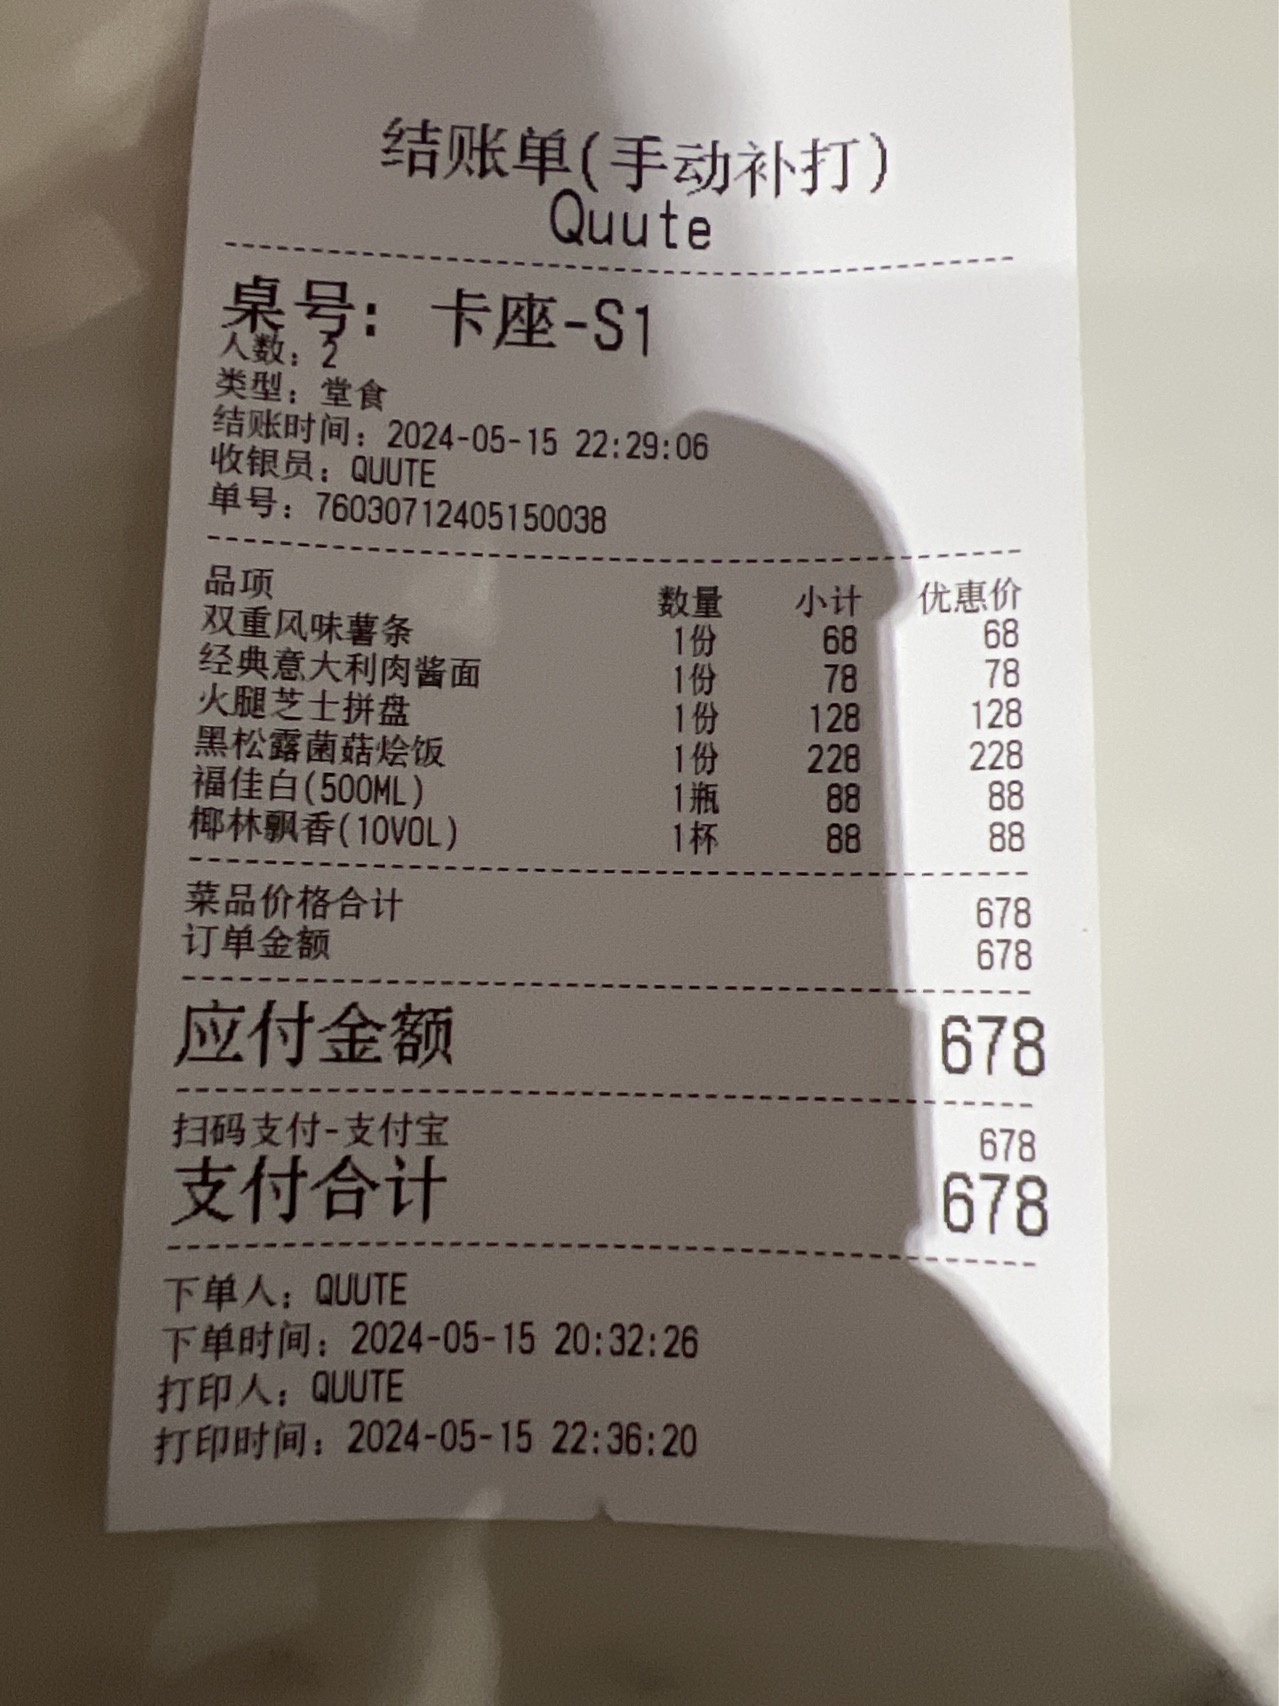 结账单(手动补打)
Quute
桌号: 卡座-S1
人数: 2
类型: 堂食
结账时间: 2024-05-15 22:29:06
收银员: QUUTE
单号: 76030712405150038
品项 数量 小计 优惠价
双重风味薯条 1份 68 68
经典意大利肉酱面 1份 78 78
火腿芝士拼盘 1份 128 128
黑松露菌菇烩饭 1份 228 228
福佳白(500ML) 1瓶 88 88
椰林飘香(10VOL) 1杯 88 88
菜品价格合计 678
订单金额 678
应付金额 678
扫码支付-支付宝 678
支付合计 678
下单人: QUUTE
下单时间: 2024-05-15 20:32:26
打印人: QUUTE
打印时间: 2024-05-15 22:36:20